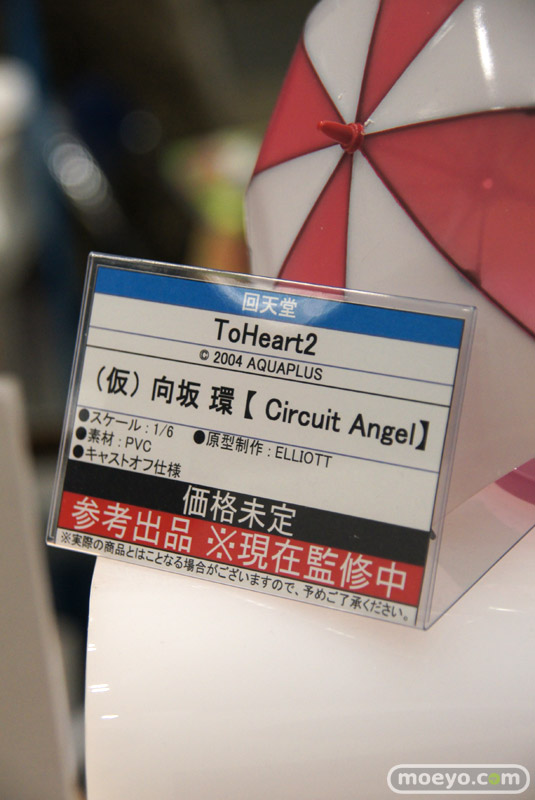 回天堂
ToHeart2
© 2004 AQUAPLUS
（仮）向坂 環【 Circuit Angel】
●スケール : 1/6 ●原型制作 : ELLIOTT
●素材 : PVC
●キャストオフ仕様
価格未定
参考出品 ※現在監修中
※実際の商品とはことなる場合がございますので、予めご了承ください。
moeyo.com